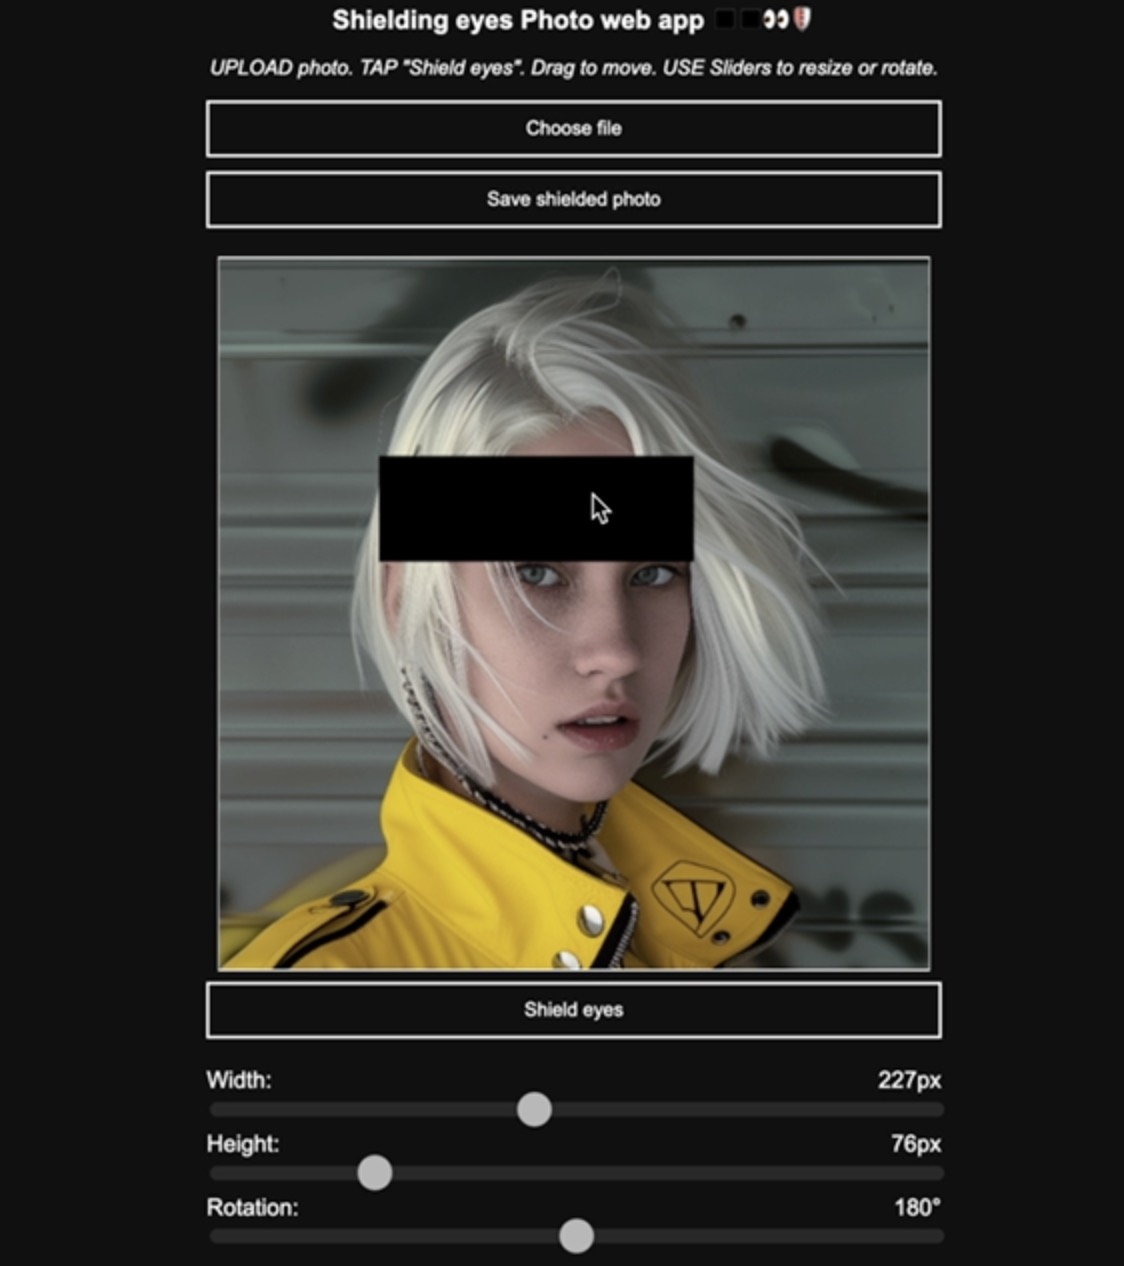 Shielding eyes Photo web app ⬛⬛👀🛡️
UPLOAD photo. TAP "Shield eyes". Drag to move. USE Sliders to resize or rotate.
Choose file
Save shielded photo
Shield eyes
Width: 227px
Height: 76px
Rotation: 180°